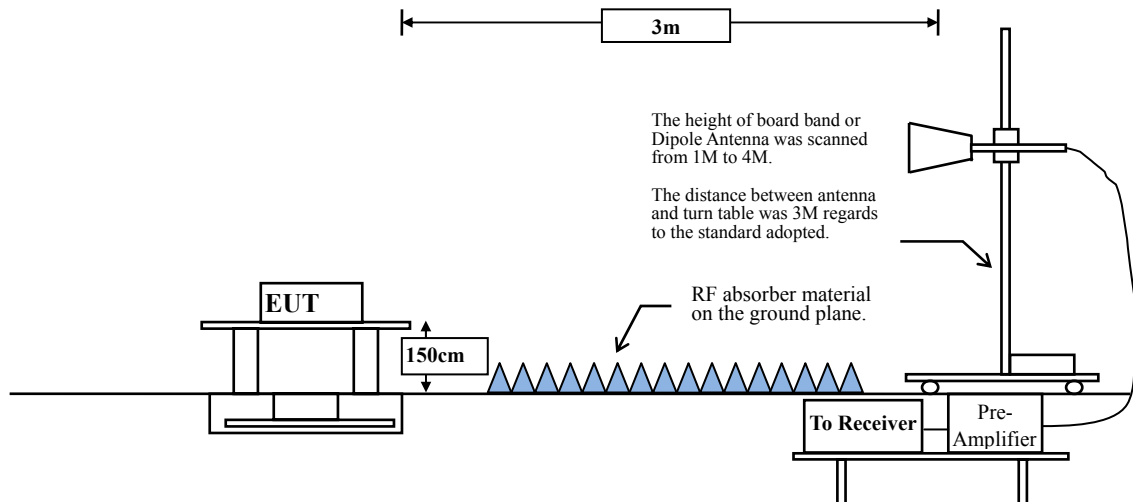 3m
The height of board band or
Dipole Antenna was scanned
from 1M to 4M.
The distance between antenna
and turn table was 3M regards
to the standard adopted.
RF absorber material
on the ground plane.
EUT
150cm
To Receiver
Pre-
Amplifier